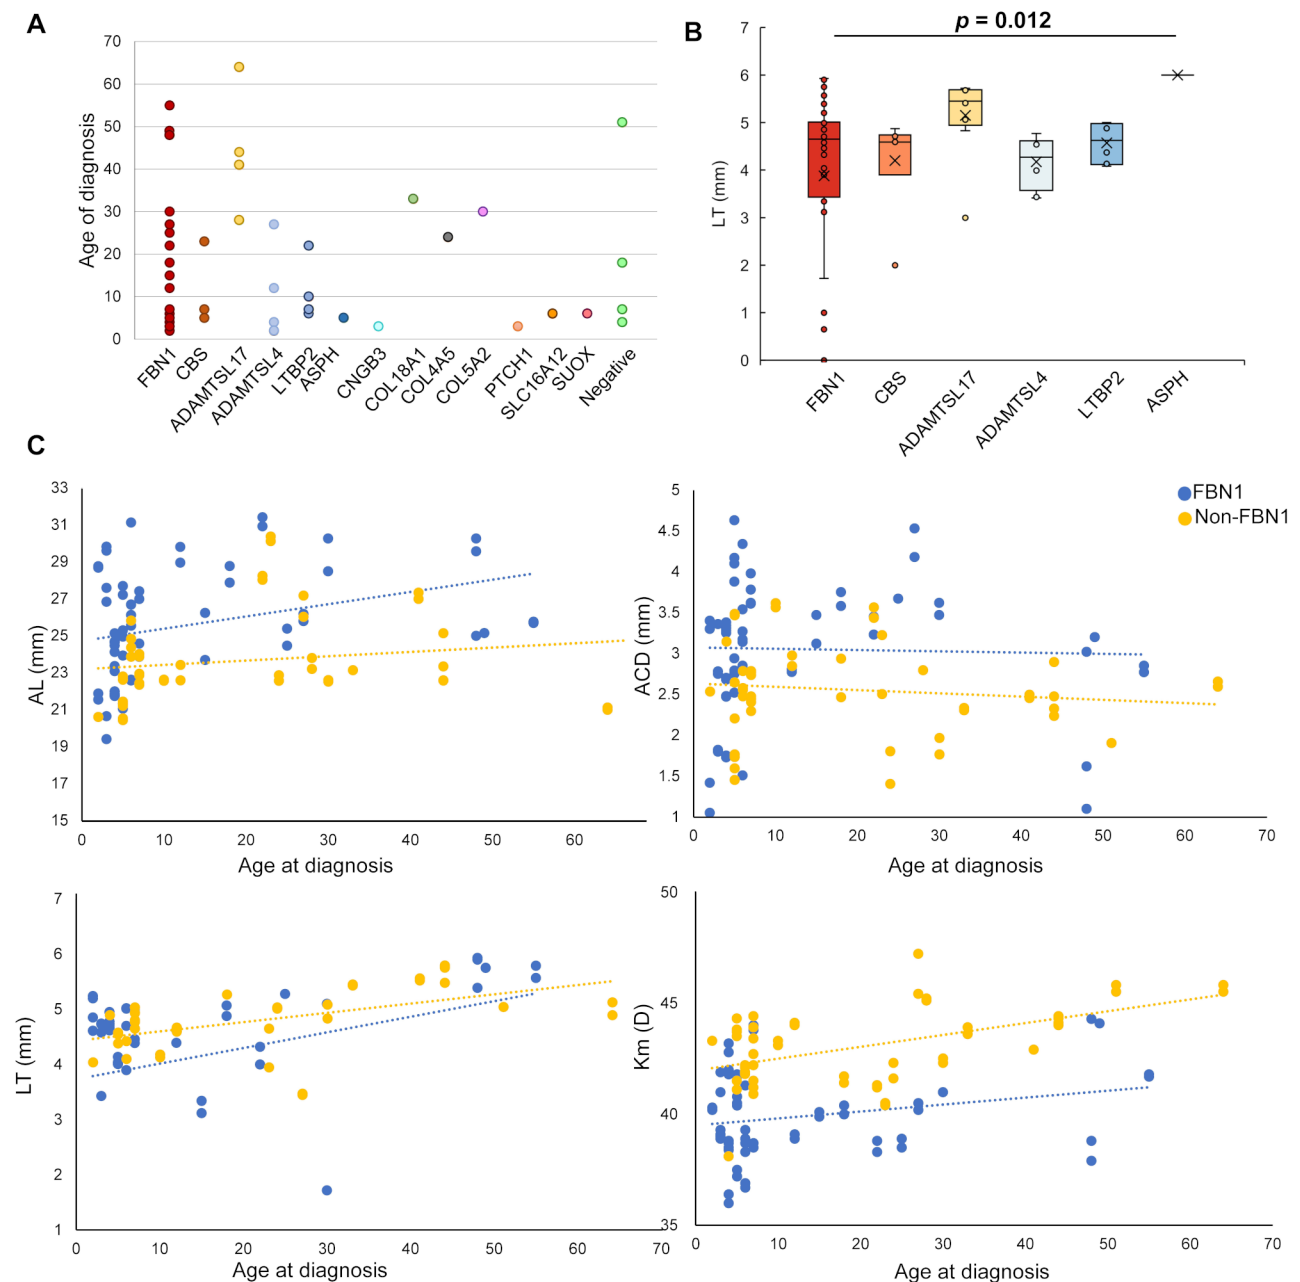 A
70
60
50
40
30
20
10
0
Age of diagnosis
FBN1
CBS
ADAMTSL17
ADAMTSL4
LTBP2
ASPH
CNGB3
COL18A1
COL4A5
COL5A2
PTCH1
SLC16A12
SUOX
Negative
B
p = 0.012
7
6
5
4
3
2
1
0
LT (mm)
FBN1
CBS
ADAMTSL17
ADAMTSL4
LTBP2
ASPH
C
33
31
29
27
25
23
21
19
17
15
AL (mm)
0 10 20 30 40 50 60
Age at diagnosis
5
4.5
4
3.5
3
2.5
2
1.5
1
ACD (mm)
0 10 20 30 40 50 60 70
Age at diagnosis
FBN1
Non-FBN1
7
6
5
4
3
2
1
LT (mm)
0 10 20 30 40 50 60 70
Age at diagnosis
50
45
40
35
Km (D)
0 10 20 30 40 50 60 70
Age at diagnosis